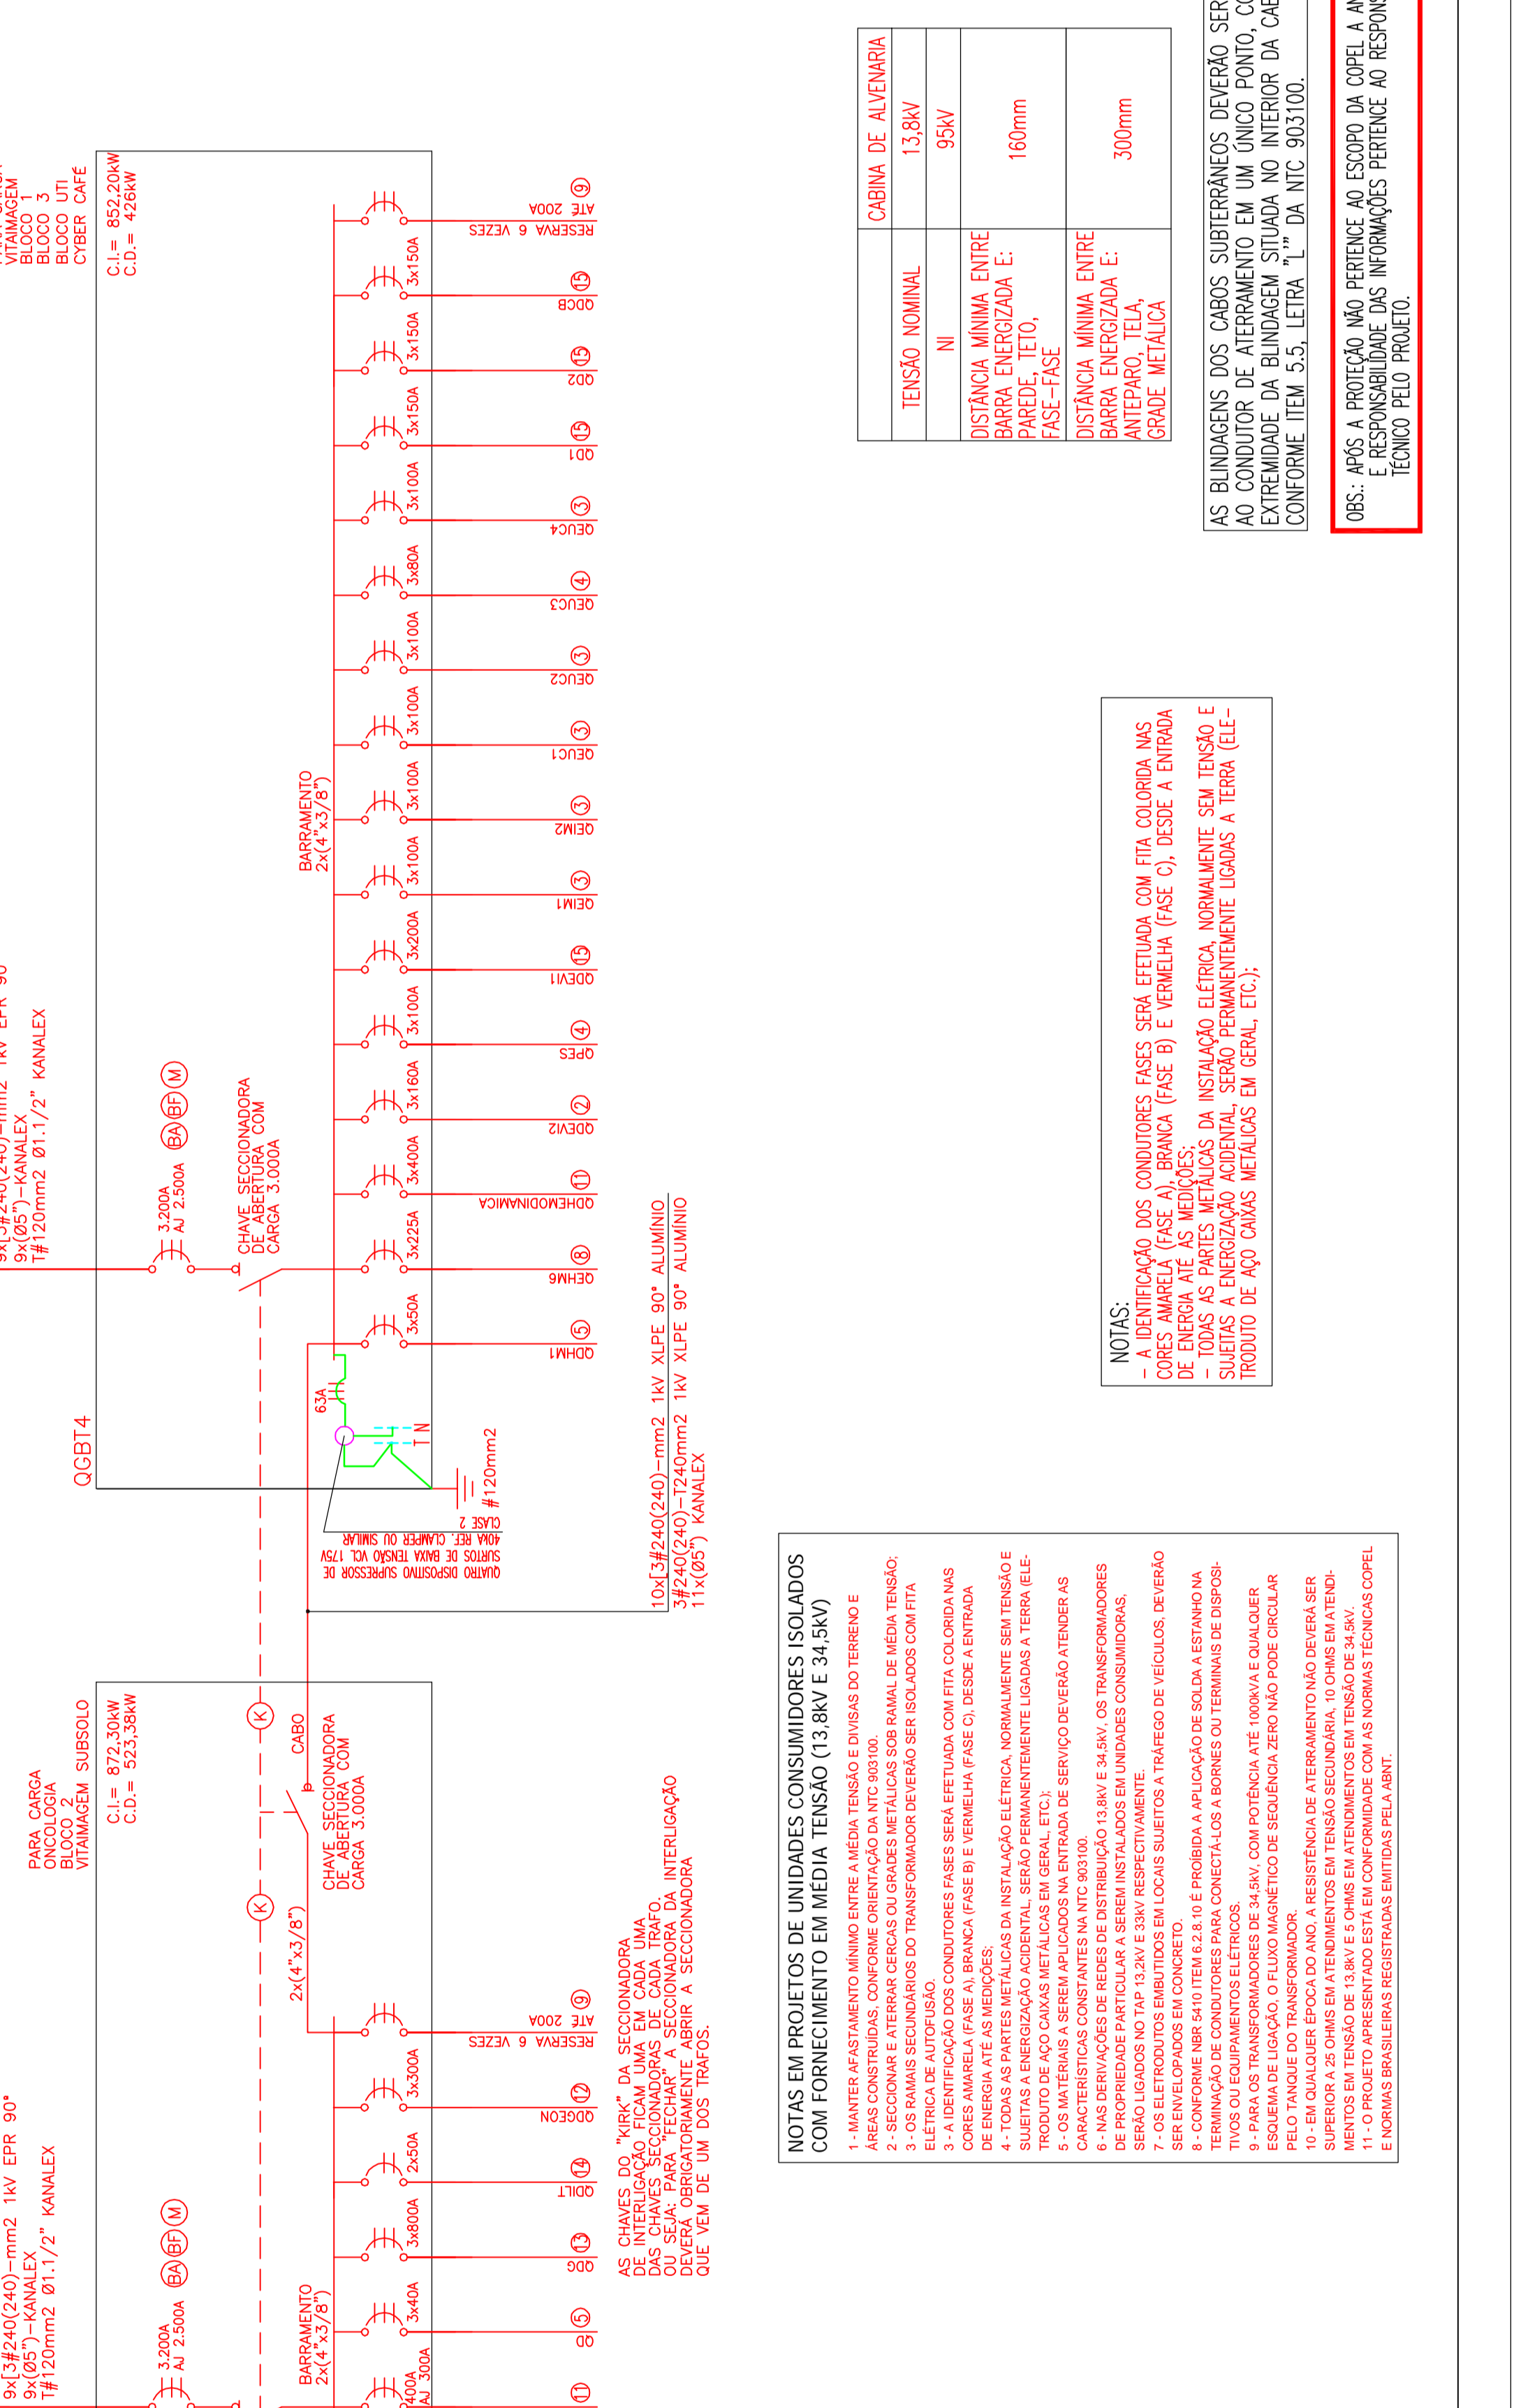 PARA CARGA
ONCOLOGIA
BLOCO 2
VITAIMAGEM SUBSOLO
C.I.= 872,30kW
C.D.= 523,38kW
9x[3#240(240)-mm2 1kV EPR 90°
9x(Ø5")-KANALEX
T#120mm2 Ø1.1/2" KANALEX
3.200A
AJ 2.500A
BA BF M
K
K
CABO
CHAVE SECCIONADORA
DE ABERTURA COM
CARGA 3.000A
2x(4"x3/8")
BARRAMENTO
2x(4"x3/8")
400A
AJ 300A
11
3x40A
QD
5
3x800A
QDG
13
2x50A
QDILT
14
3x300A
QDGEON
12
RESERVA 6 VEZES
ATÉ 200A
9
AS CHAVES DO "KIRK" DA SECCIONADORA
DE INTERLIGAÇÃO FICAM UMA EM CADA UMA
DAS CHAVES SECCIONADORAS DE CADA TRAFO.
OU SEJA: PARA "FECHAR" A SECCIONADORA DA INTERLIGAÇÃO
DEVERÁ OBRIGATORIAMENTE ABRIR A SECCIONADORA
QUE VEM DE UM DOS TRAFOS.
VITAIMAGEM
BLOCO 1
BLOCO 3
BLOCO UTI
CYBER CAFÉ
QGBT4
C.I.= 852,20kW
C.D.= 426kW
9x(Ø5")-KANALEX
T#120mm2 Ø1.1/2" KANALEX
3.200A
AJ 2.500A
BA BF M
CHAVE SECCIONADORA
DE ABERTURA COM
CARGA 3.000A
BARRAMENTO
2x(4"x3/8")
63A
T N
#120mm2
QUATRO DISPOSITIVO SUPRESSOR DE
SURTOS DE BAIXA TENSÃO VCL 175V
40kA REF. CLAMPER OU SIMILAR
CLASE 2
3x50A
QDHM1
5
3x225A
QEHM6
8
3x400A
QDHEMODINAMICA
11
3x160A
QDEVI2
2
3x100A
QPES
4
3x200A
QDEVI1
15
3x100A
QEIM1
3
3x100A
QEIM2
3
3x100A
QEUC1
3
3x100A
QEUC2
3
3x80A
QEUC3
4
3x100A
QEUC4
3
3x150A
QD1
15
3x150A
QD2
15
3x150A
QDCB
15
RESERVA 6 VEZES
ATÉ 200A
9
10x[3#240(240)-mm2 1kV XLPE 90° ALUMÍNIO
3#240(240)-T240mm2 1kV XLPE 90° ALUMÍNIO
11x(Ø5") KANALEX
NOTAS EM PROJETOS DE UNIDADES CONSUMIDORES ISOLADOS
COM FORNECIMENTO EM MÉDIA TENSÃO (13,8kV E 34,5kV)
1 - MANTER AFASTAMENTO MÍNIMO ENTRE A MÉDIA TENSÃO E DIVISAS DO TERRENO E
ÁREAS CONSTRUÍDAS, CONFORME ORIENTAÇÃO DA NTC 903100.
2 - SECCIONAR E ATERRAR CERCAS OU GRADES METÁLICAS SOB RAMAL DE MÉDIA TENSÃO;
3 - OS RAMAIS SECUNDÁRIOS DO TRANSFORMADOR DEVERÃO SER ISOLADOS COM FITA
ELÉTRICA DE AUTOFUSÃO.
3 - A IDENTIFICAÇÃO DOS CONDUTORES FASES SERÁ EFETUADA COM FITA COLORIDA NAS
CORES AMARELA (FASE A), BRANCA (FASE B) E VERMELHA (FASE C), DESDE A ENTRADA
DE ENERGIA ATÉ AS MEDIÇÕES;
4 - TODAS AS PARTES METÁLICAS DA INSTALAÇÃO ELÉTRICA, NORMALMENTE SEM TENSÃO E
SUJEITAS A ENERGIZAÇÃO ACIDENTAL, SERÃO PERMANENTEMENTE LIGADAS A TERRA (ELE-
TRODUTO DE AÇO CAIXAS METÁLICAS EM GERAL, ETC.);
5 - OS MATÉRIAIS A SEREM APLICADOS NA ENTRADA DE SERVIÇO DEVERÃO ATENDER AS
CARACTERÍSTICAS CONSTANTES NA NTC 903100.
6 - NAS DERIVAÇÕES DE REDES DE DISTRIBUIÇÃO 13,8kV E 34,5kV, OS TRANSFORMADORES
DE PROPRIEDADE PARTICULAR A SEREM INSTALADOS EM UNIDADES CONSUMIDORAS,
SERÃO LIGADOS NO TAP 13,2kV E 33kV RESPECTIVAMENTE.
7 - OS ELETRODUTOS EMBUTIDOS EM LOCAIS SUJEITOS A TRÁFEGO DE VEÍCULOS, DEVERÃO
SER ENVELOPADOS EM CONCRETO.
8 - CONFORME NBR 5410 ITEM 6.2.8.10 É PROÍBIDA A APLICAÇÃO DE SOLDA A ESTANHO NA
TERMINAÇÃO DE CONDUTORES PARA CONECTÁ-LOS A BORNES OU TERMINAIS DE DISPOSI-
TIVOS OU EQUIPAMENTOS ELÉTRICOS.
9 - PARA OS TRANSFORMADORES DE 34,5kV, COM POTÊNCIA ATÉ 1000kVA E QUALQUER
ESQUEMA DE LIGAÇÃO, O FLUXO MAGNÉTICO DE SEQUÊNCIA ZERO NÃO PODE CIRCULAR
PELO TANQUE DO TRANSFORMADOR.
10 - EM QUALQUER ÉPOCA DO ANO, A RESISTÊNCIA DE ATERRAMENTO NÃO DEVERÁ SER
SUPERIOR A 25 OHMS EM ATENDIMENTOS EM TENSÃO SECUNDÁRIA, 10 OHMS EM ATENDI-
MENTOS EM TENSÃO DE 13,8kV E 5 OHMS EM ATENDIMENTOS EM TENSÃO DE 34,5kV.
11 - O PROJETO APRESENTADO ESTÁ EM CONFORMIDADE COM AS NORMAS TÉCNICAS COPEL
E NORMAS BRASILEIRAS REGISTRADAS EMITIDAS PELA ABNT.
NOTAS:
- A IDENTIFICAÇÃO DOS CONDUTORES FASES SERÁ EFETUADA COM FITA COLORIDA NAS
CORES AMARELA (FASE A), BRANCA (FASE B) E VERMELHA (FASE C), DESDE A ENTRADA
DE ENERGIA ATÉ AS MEDIÇÕES;
- TODAS AS PARTES METÁLICAS DA INSTALAÇÃO ELÉTRICA, NORMALMENTE SEM TENSÃO E
SUJEITAS A ENERGIZAÇÃO ACIDENTAL, SERÃO PERMANENTEMENTE LIGADAS A TERRA (ELE-
TRODUTO DE AÇO CAIXAS METÁLICAS EM GERAL, ETC.);
CABINA DE ALVENARIA
TENSÃO NOMINAL 13,8kV
NI 95kV
DISTÂNCIA MÍNIMA ENTRE
BARRA ENERGIZADA E:
PAREDE, TETO,
FASE-FASE
160mm
DISTÂNCIA MÍNIMA ENTRE
BARRA ENERGIZADA E:
ANTEPARO, TELA,
GRADE METÁLICA
300mm
AS BLINDAGENS DOS CABOS SUBTERRÂNEOS DEVERÃO SER
AO CONDUTOR DE ATERRAMENTO EM UM ÚNICO PONTO,
EXTREMIDADE DA BLINDAGEM SITUADA NO INTERIOR DA
CONFORME ITEM 5.5, LETRA "L'" DA NTC 903100.
OBS.: APÓS A PROTEÇÃO NÃO PERTENCE AO ESCOPO DA COPEL A
E RESPONSABILIDADE DAS INFORMAÇÕES PERTENCE AO
TÉCNICO PELO PROJETO.